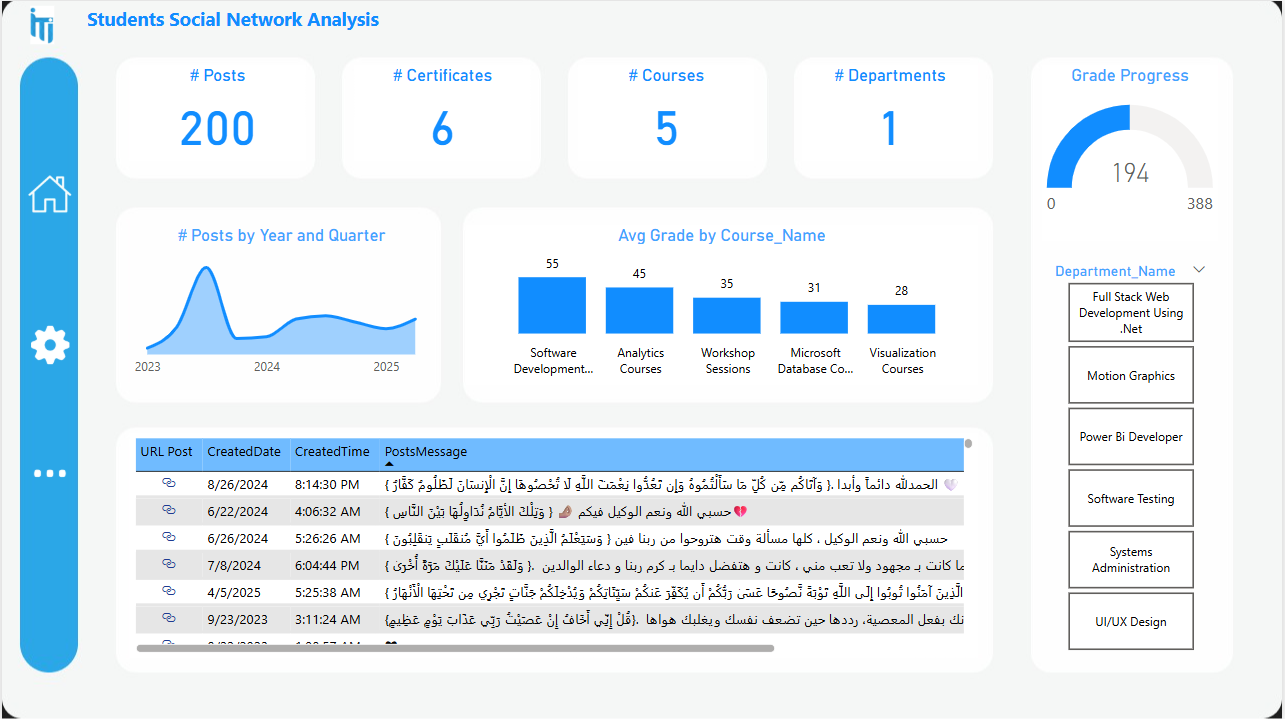 iTi
Students Social Network Analysis
# Posts
200
# Certificates
6
# Courses
5
# Departments
1
Grade Progress
194
0
388
# Posts by Year and Quarter
2023
2024
2025
Avg Grade by Course_Name
55
45
35
31
28
Software
Development...
Analytics
Courses
Workshop
Sessions
Microsoft
Database Co...
Visualization
Courses
Department_Name
Full Stack Web
Development Using
.Net
Motion Graphics
Power Bi Developer
Software Testing
Systems
Administration
UI/UX Design
URL Post CreatedDate CreatedTime PostsMessage
8/26/2024 8:14:30 PM { وَآتَاكُم مِّن كُلِّ مَا سَأَلْتُمُوهُ وَإِن تَعُدُّوا نِعْمَتَ اللَّهِ لَا تُحْصُوهَا إِنَّ الْإِنسَانَ لَظَلُومٌ كَفَّارٌ }. الحمدلله دائماً وأبدا 🤍
6/22/2024 4:06:32 AM { وَتِلْكَ الأَيَّامُ نُدَاوِلُهَا بَيْنَ النَّاسِ } 🤌🏽 حسبي الله ونعم الوكيل فيكم 💔
6/26/2024 5:26:26 AM { وَسَيَعْلَمُ الَّذِينَ ظَلَمُوا أَيَّ مُنقَلَبٍ يَنقَلِبُونَ } حسبي الله ونعم الوكيل ، كلها مسألة وقت هتروحوا من ربنا فين
7/8/2024 6:04:44 PM { وَلَقَدْ مَنَنَّا عَلَيْكَ مَرَّةً أُخْرَى }. ما كانت بـ مجهود ولا تعب مني ، كانت و هتفضل دايما بـ كرم ربنا و دعاء الوالدين
4/5/2025 5:25:38 AM الَّذِينَ آمَنُوا تُوبُوا إِلَى اللَّهِ تَوْبَةً نَّصُوحًا عَسَىٰ رَبُّكُمْ أَن يُكَفِّرَ عَنكُمْ سَيِّئَاتِكُمْ وَيُدْخِلَكُمْ جَنَّاتٍ تَجْرِي مِن تَحْتِهَا الْأَنْهَارُ }
9/23/2023 3:11:24 AM {قُلْ إِنِّي أَخَافُ إِنْ عَصَيْتُ رَبِّي عَذَابَ يَوْمٍ عَظِيمٍ}. بفعل المعصية، رددها حين تضعف نفسك ويغلبك هواها